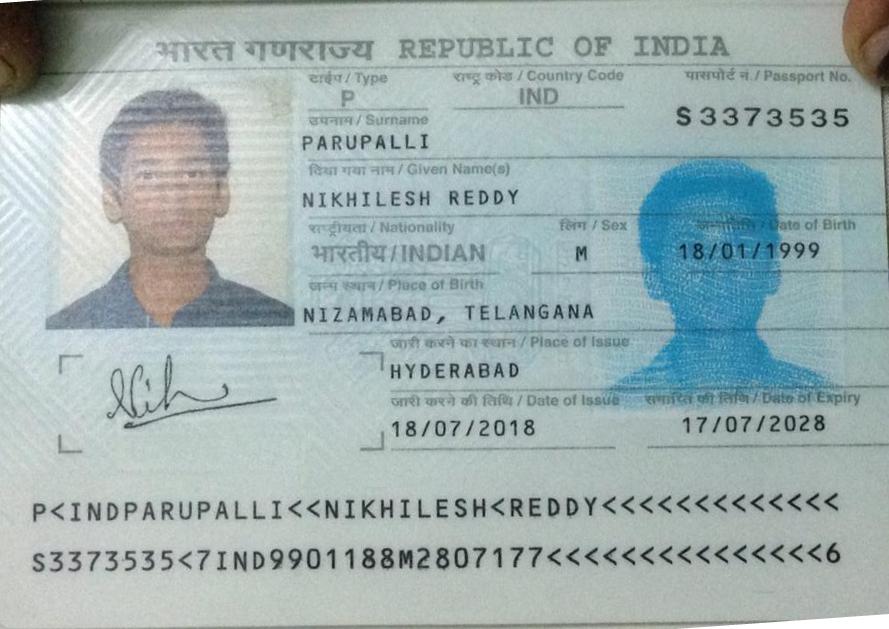 भारत गणराज्य REPUBLIC OF INDIA
टाईप / Type राष्ट्र कोड / Country Code पासपोर्ट नं. / Passport No.
P IND S3373535
उपनाम / Surname
PARUPALLI
दिया गया नाम / Given Name(s)
NIKHILESH REDDY
राष्ट्रीयता / Nationality लिंग / Sex जन्मतिथि / Date of Birth
भारतीय / INDIAN M 18/01/1999
जन्म स्थान / Place of Birth
NIZAMABAD, TELANGANA
जारी करने का स्थान / Place of Issue
HYDERABAD
जारी करने की तिथि / Date of Issue समाप्ति की तिथि / Date of Expiry
18/07/2018 17/07/2028
Nikh
P<INDPARUPALLI<<NIKHILESH<REDDY<<<<<<<<<<<<<
S3373535<7IND9901188M2807177<<<<<<<<<<<<<<<6